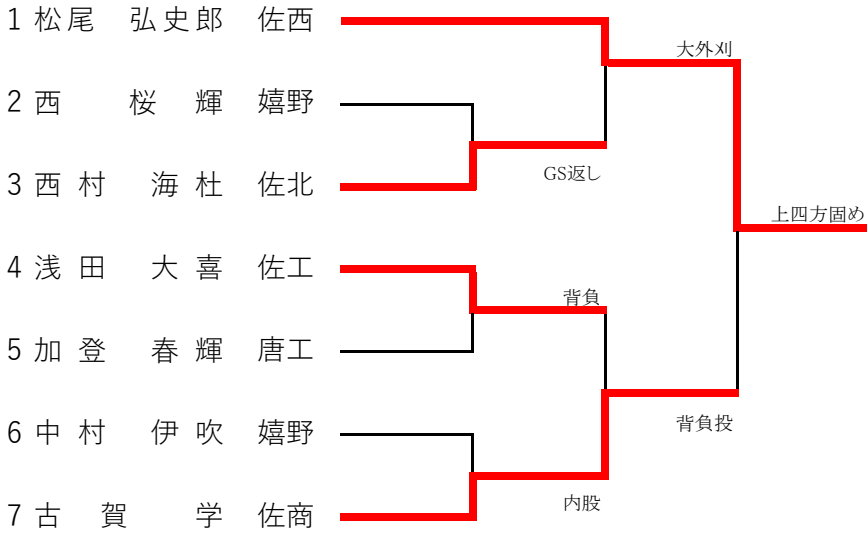 1 松尾 弘史郎 佐西
大外刈
2 西 桜輝 嬉野
GS返し
3 西村 海杜 佐北
上四方固め
4 浅田 大喜 佐工
背負
5 加登 春輝 唐工
背負投
6 中村 伊吹 嬉野
内股
7 古賀 学 佐商